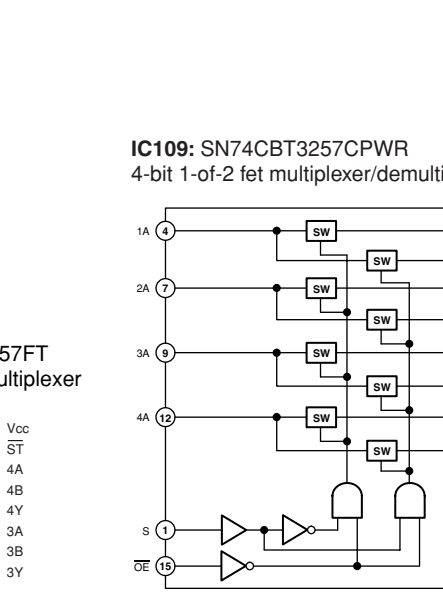 IC109: SN74CBT3257CPWR
4-bit 1-of-2 fet multiplexer/demulti
1A 4 SW
SW
2A 7 SW
SW
57FT
3A 9 SW
ultiplexer
SW
4A 12 SW
Vcc
ST
SW
4A
4B
4Y
3A
S 1
3B
OE 15
3Y